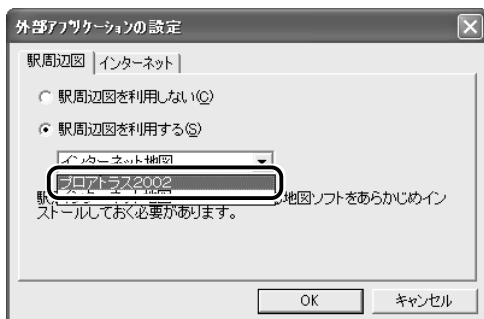 外部アプリケーションの設定
駅周辺図
インターネット
駅周辺図を利用しない(C)
駅周辺図を利用する(S)
インターネット地図
プロアトラス2002
駅
地図ソフトをあらかじめイン
ストールしておく必要があります。
OK
キャンセル